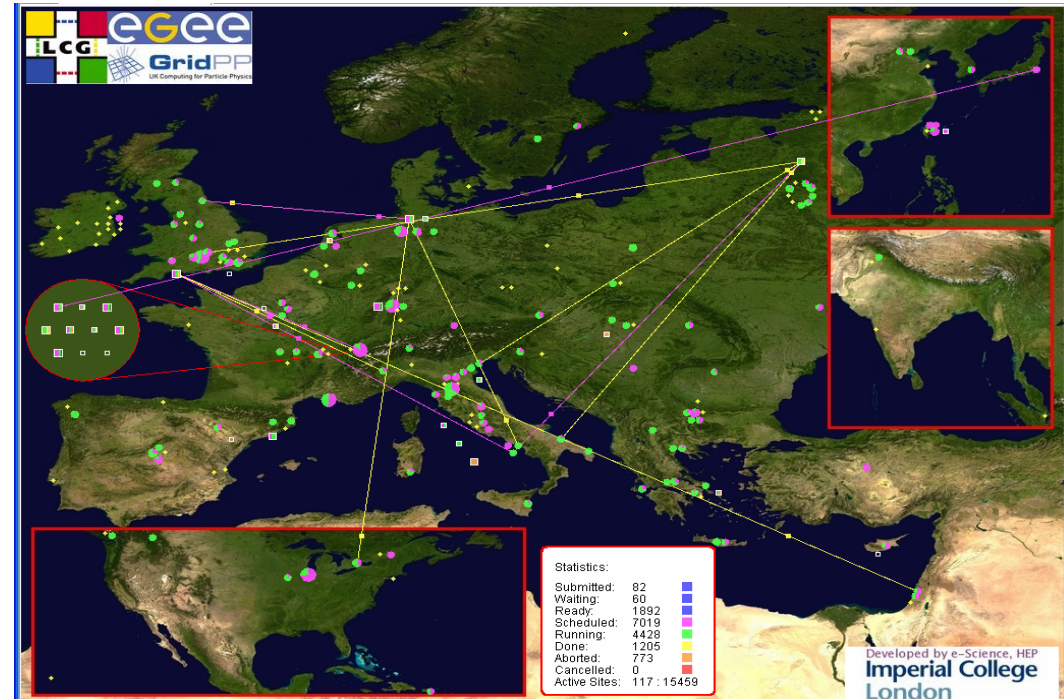 LCG
eGee
GridPP
UK Computing for Particle Physics
Statistics:
Submitted: 82
Waiting: 60
Ready: 1892
Scheduled: 7019
Running: 4428
Done: 1205
Aborted: 773
Cancelled: 0
Active Sites: 117 : 15459
Developed by e-Science, HEP
Imperial College
London